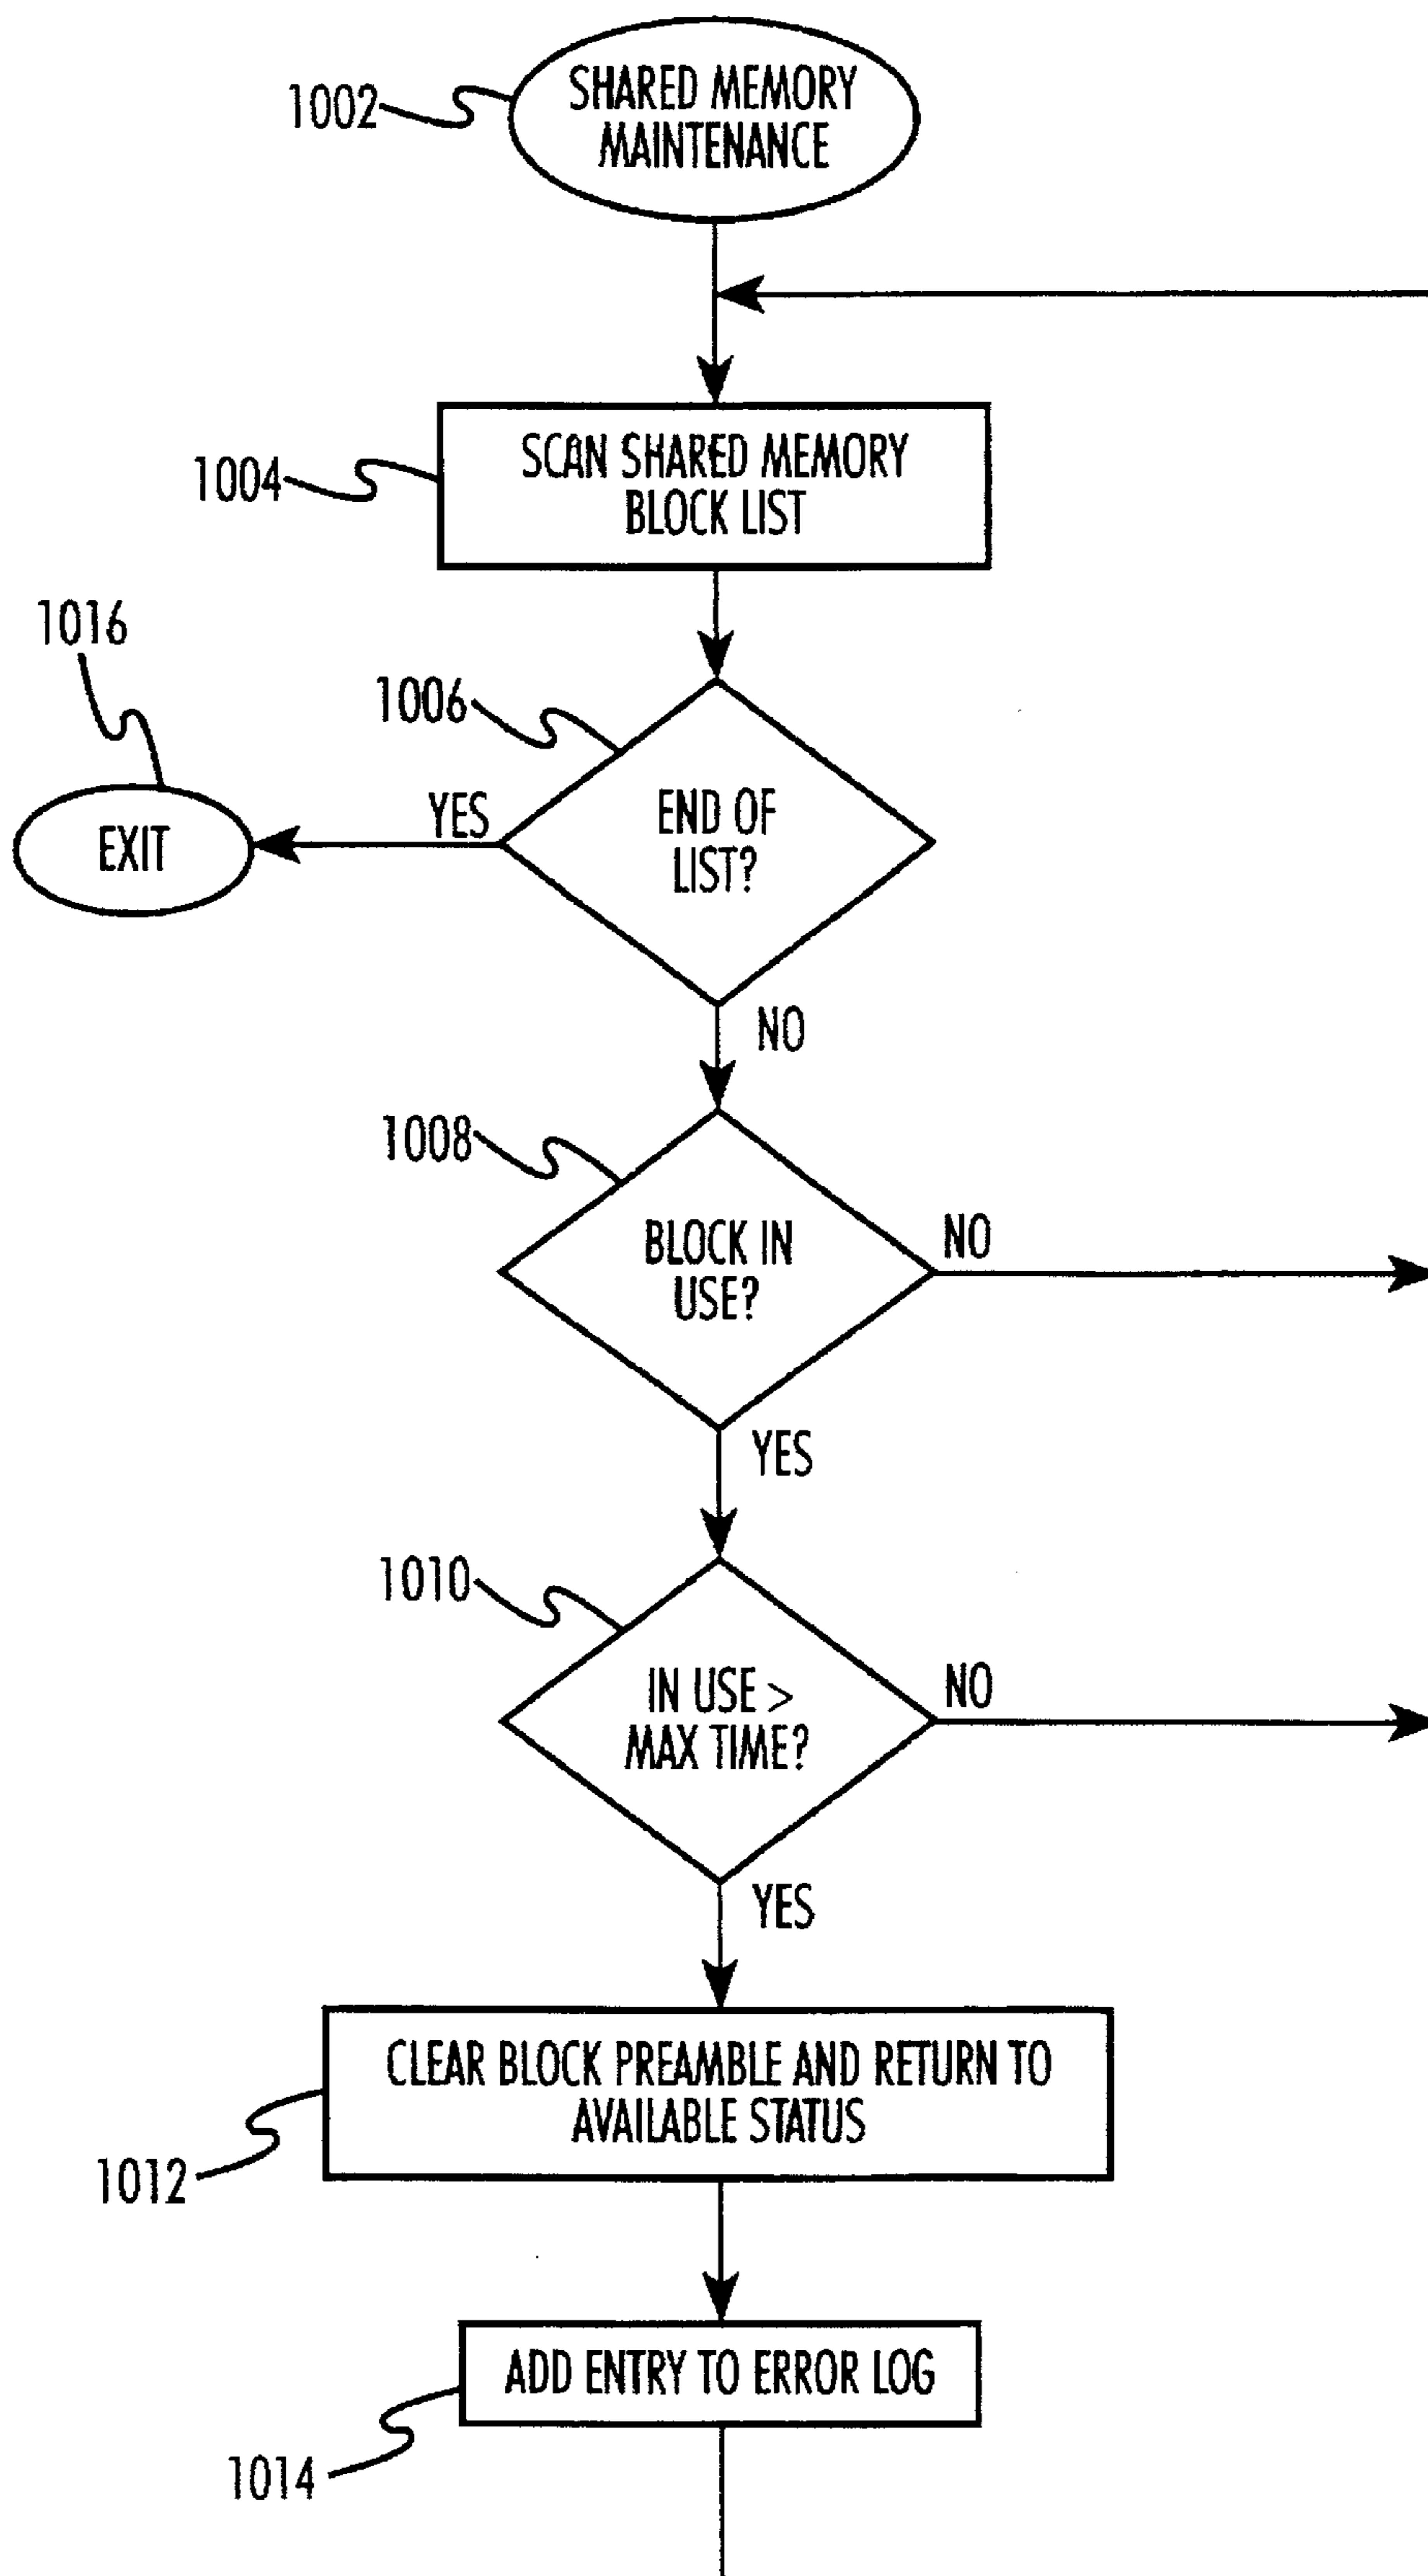 1002
SHARED MEMORY
MAINTENANCE
1004
SCAN SHARED MEMORY
BLOCK LIST
1016
1006
EXIT
YES
END OF
LIST?
NO
1008
BLOCK IN
USE?
NO
YES
1010
IN USE >
MAX TIME?
NO
YES
CLEAR BLOCK PREAMBLE AND RETURN TO
AVAILABLE STATUS
1012
ADD ENTRY TO ERROR LOG
1014